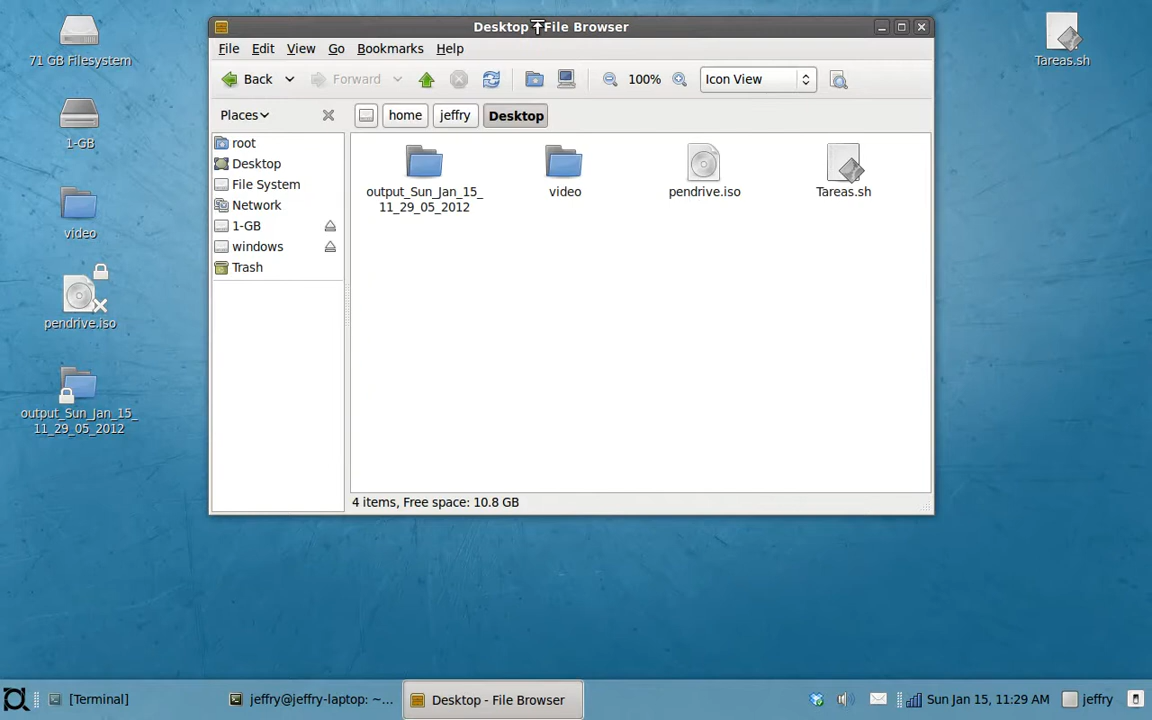 Desktop - File Browser
File Edit View Go Bookmarks Help
Back Forward 100% Icon View
Places home jeffry Desktop
root
Desktop
File System
Network
1-GB
windows
Trash
output_Sun_Jan_15_
11_29_05_2012
video
pendrive.iso
Tareas.sh
4 items, Free space: 10.8 GB
71 GB Filesystem
1-GB
video
pendrive.iso
output_Sun_Jan_15_
11_29_05_2012
Tareas.sh
[Terminal] jeffry@jeffry-laptop: ~... Desktop - File Browser Sun Jan 15, 11:29 AM jeffry